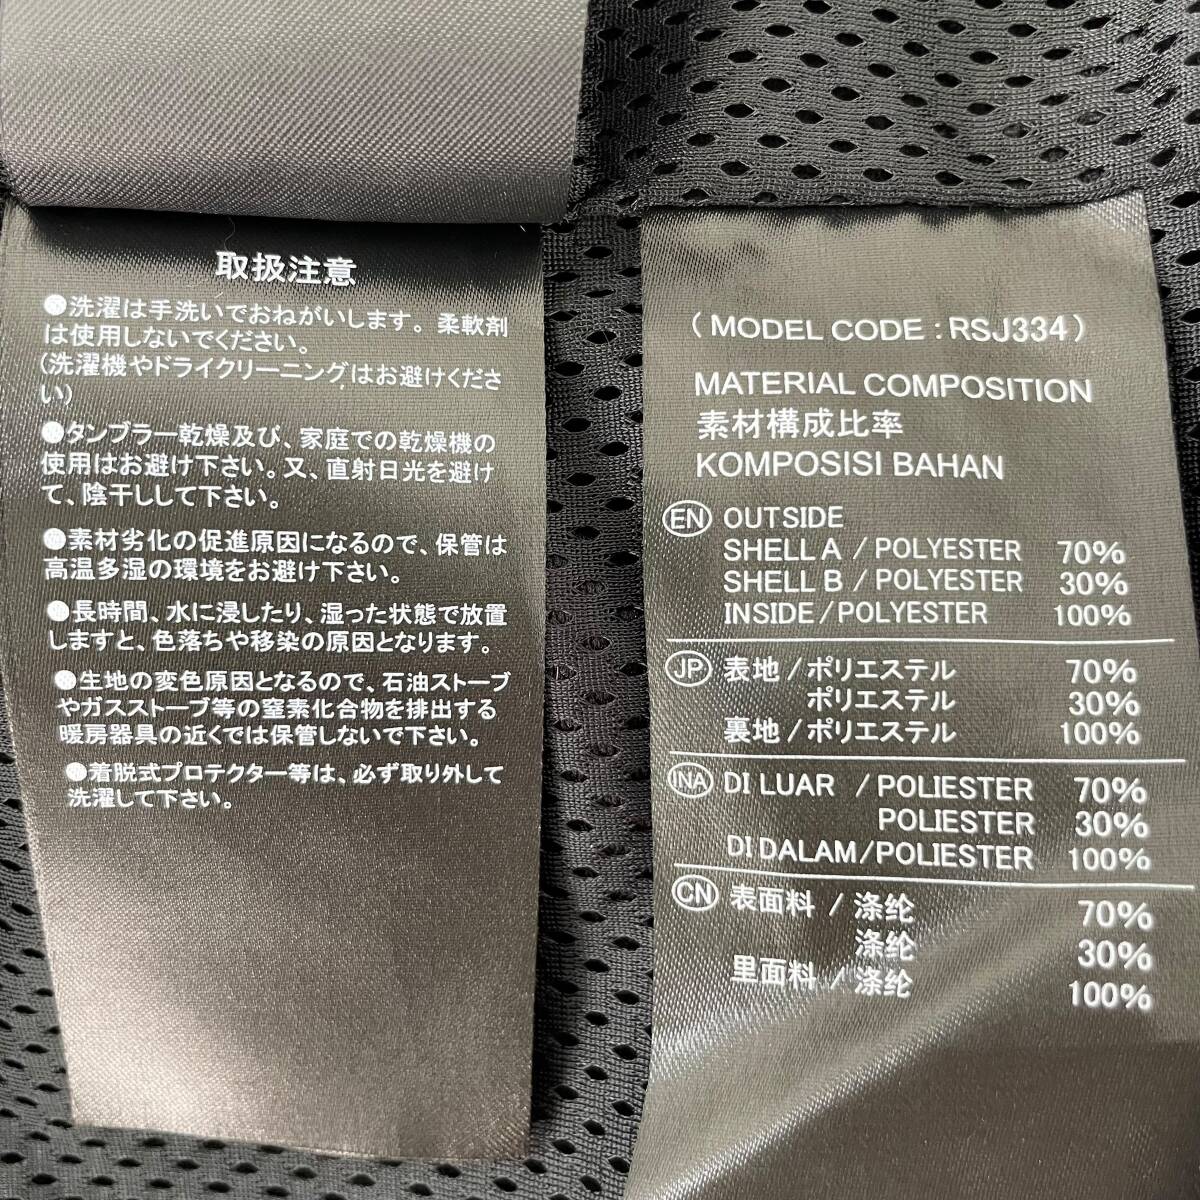 取扱注意
●洗濯は手洗いでおねがいします。柔軟剤
は使用しないでください。
(洗濯機やドライクリーニングはお避けくださ
い)
●タンブラー乾燥及び、家庭での乾燥機の
使用はお避け下さい。又、直射日光を避け
て、陰干しして下さい。
●素材劣化の促進原因になるので、保管は
高温多湿の環境をお避け下さい。
●長時間、水に浸したり、湿った状態で放置
しますと、色落ちや移染の原因となります。
●生地の変色原因となるので、石油ストーブ
やガスストーブ等の窒素化合物を排出する
暖房器具の近くでは保管しないで下さい。
●着脱式プロテクター等は、必ず取り外して
洗濯して下さい。
(MODEL CODE : RSJ334)
MATERIAL COMPOSITION
素材構成比率
KOMPOSISI BAHAN
EN OUTSIDE
SHELL A / POLYESTER 70%
SHELL B / POLYESTER 30%
INSIDE / POLYESTER 100%
JP 表地 / ポリエステル 70%
ポリエステル 30%
裏地 / ポリエステル 100%
INA DI LUAR / POLIESTER 70%
POLIESTER 30%
DI DALAM / POLIESTER 100%
CN 表面料 / 涤纶 70%
涤纶 30%
里面料 / 涤纶 100%